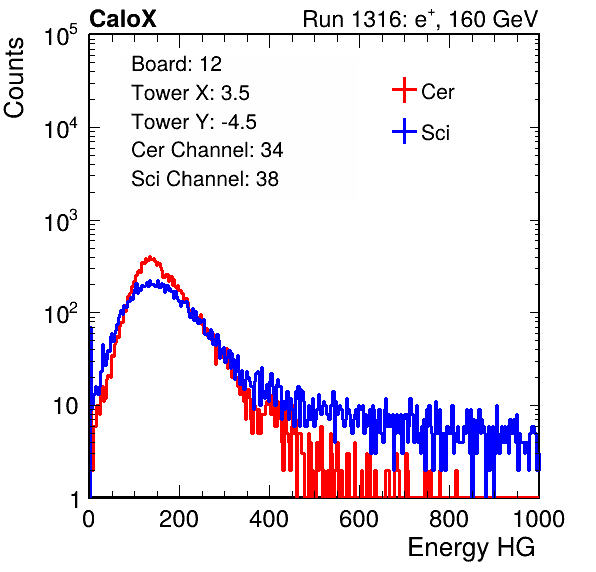 CaloX Run 1316: e⁺, 160 GeV
Counts
10⁵
10⁴
10³
10²
10
1
Board: 12
Tower X: 3.5
Tower Y: -4.5
Cer Channel: 34
Sci Channel: 38
Cer
Sci
0 200 400 600 800 1000
Energy HG